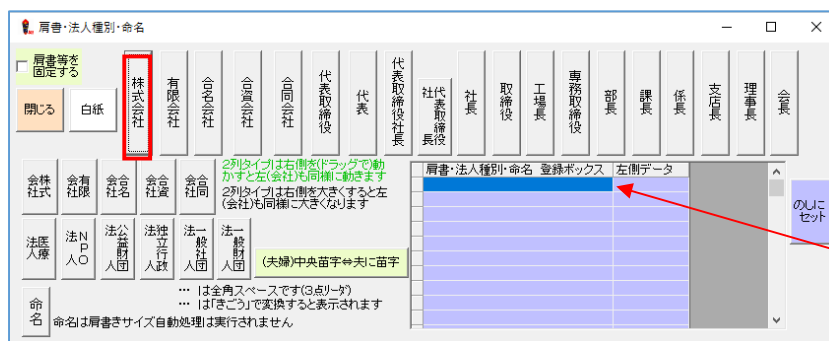 肩書・法人種別・命名
肩書等を
固定する
閉じる
白紙
株式会社
有限会社
合名会社
合資会社
合同会社
代表取締役
代表
代表取締役社長
代表取締役
社長
社長
取締役
工場長
専務取締役
部長
課長
係長
支店長
理事長
会長
株式
会社
有限
会社
合名
会社
合資
会社
合同
会社
2列タイプは右側を(ドラッグで)動
かすと左(会社)も同様に動きます
2列タイプは右側を大きくすると左
(会社)も同様に大きくなります
医療
法人
NPO
法人
公益財団
法人
独立行政
法人
一般社団
法人
一般財団
法人
(夫婦)中央苗字⇔夫に苗字
命名
… は全角スペースです(3点リーダ)
… は「きごう」で変換すると表示されます
命名は肩書きサイズ自動処理は実行されません
肩書・法人種別・命名 登録ボックス
左側データ
のしに
セット